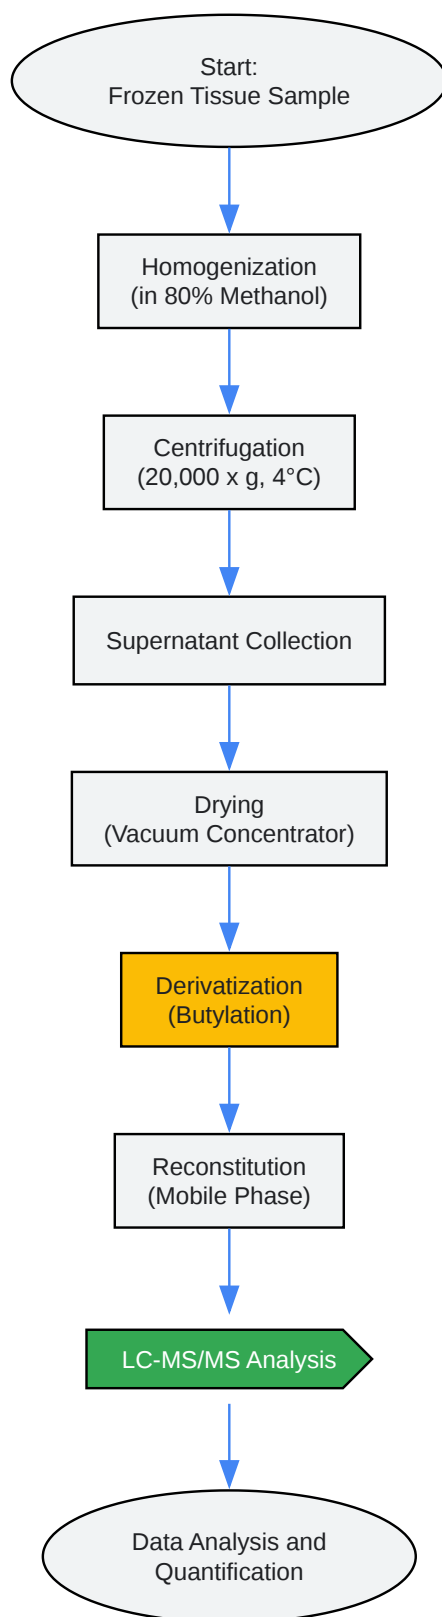 Start:
Frozen Tissue Sample
Homogenization
(in 80% Methanol)
Centrifugation
(20,000 x g, 4°C)
Supernatant Collection
Drying
(Vacuum Concentrator)
Derivatization
(Butylation)
Reconstitution
(Mobile Phase)
LC-MS/MS Analysis
Data Analysis and
Quantification